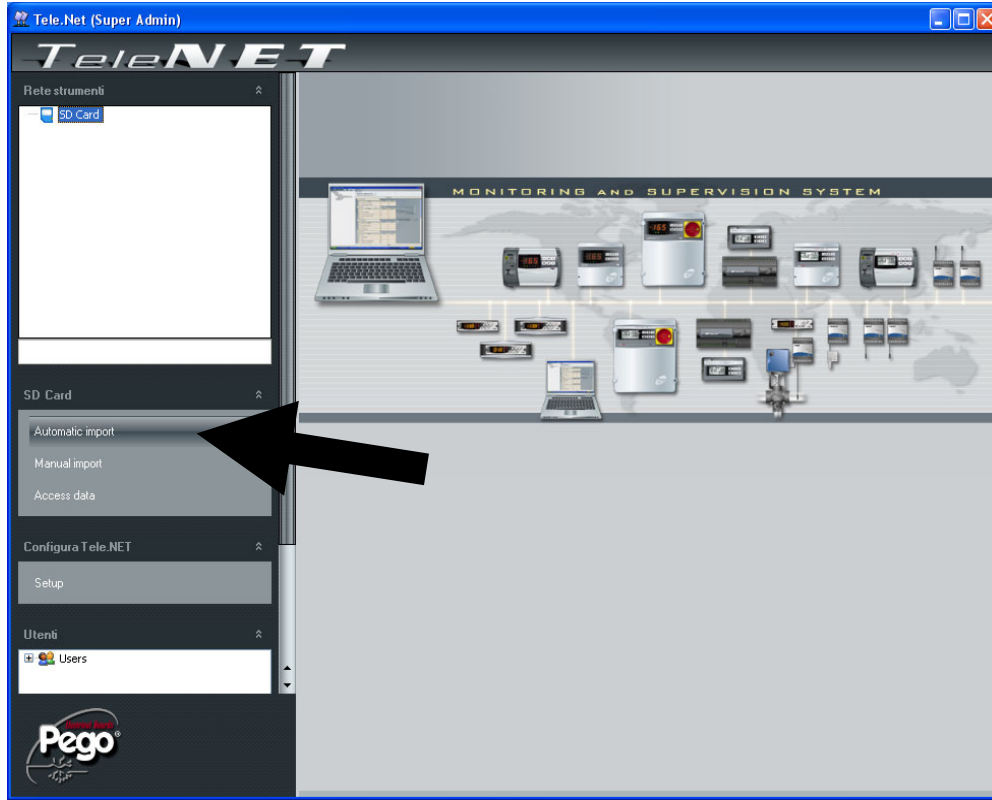 Tele.Net (Super Admin)
TeleNET
Rete strumenti
SD Card
MONITORING AND SUPERVISION SYSTEM
SD Card
Automatic import
Manual import
Access data
Configura Tele.NET
Setup
Utenti
Users
Pego®